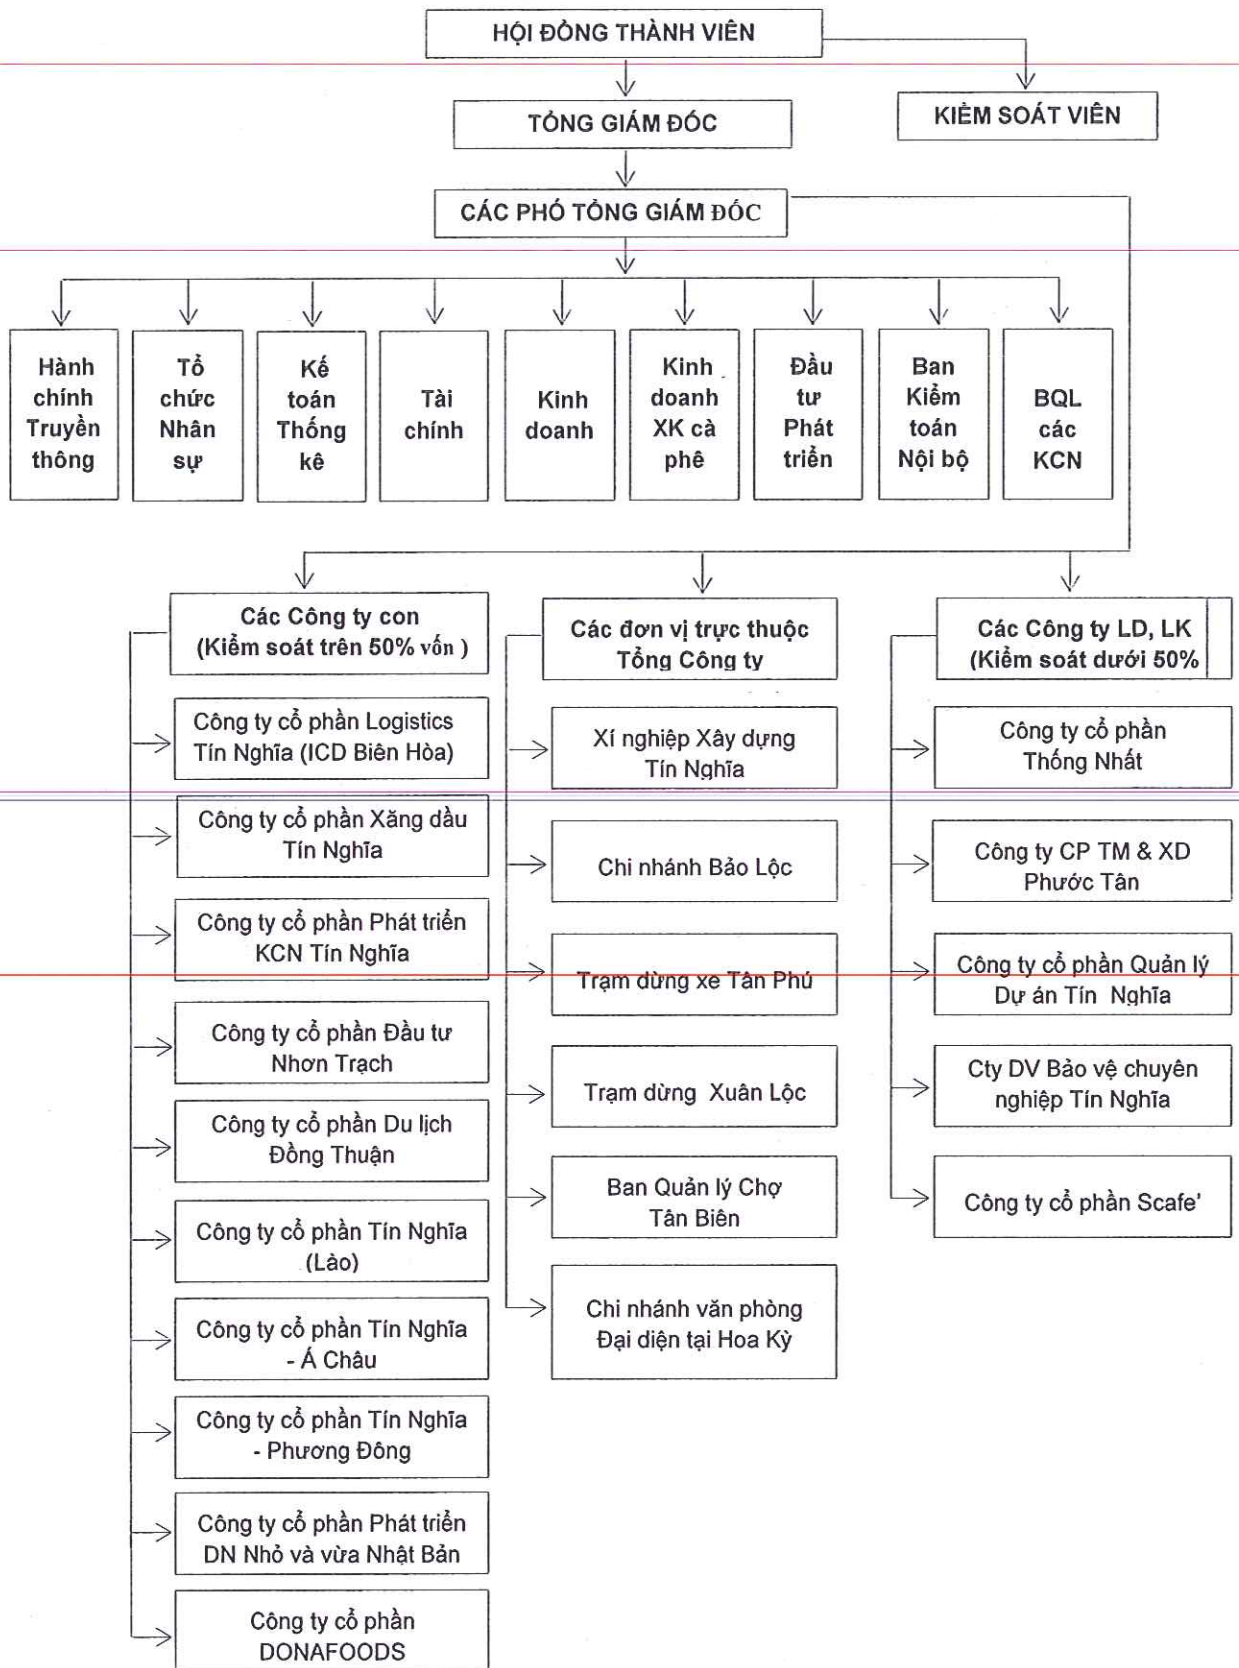 HỘI ĐỒNG THÀNH VIÊN
TỔNG GIÁM ĐỐC
KIỂM SOÁT VIÊN
CÁC PHÓ TỔNG GIÁM ĐỐC
Hành
chính
Truyền
thông
Tổ
chức
Nhân
sự
Kế
toán
Thống
kê
Tài
chính
Kinh
doanh
Kinh
doanh
XK cà
phê
Đầu
tư
Phát
triển
Ban
Kiểm
toán
Nội bộ
BQL
các
KCN
Các Công ty con
(Kiểm soát trên 50% vốn )
Công ty cổ phần Logistics
Tín Nghĩa (ICD Biên Hòa)
Công ty cổ phần Xăng dầu
Tín Nghĩa
Công ty cổ phần Phát triển
KCN Tín Nghĩa
Công ty cổ phần Đầu tư
Nhơn Trạch
Công ty cổ phần Du lịch
Đồng Thuận
Công ty cổ phần Tín Nghĩa
(Lào)
Công ty cổ phần Tín Nghĩa
- Á Châu
Công ty cổ phần Tín Nghĩa
- Phương Đông
Công ty cổ phần Phát triển
DN Nhỏ và vừa Nhật Bản
Công ty cổ phần
DONAFOODS
Các đơn vị trực thuộc
Tổng Công ty
Xí nghiệp Xây dựng
Tín Nghĩa
Chi nhánh Bảo Lộc
Trạm dừng xe Tân Phú
Trạm dừng Xuân Lộc
Ban Quản lý Chợ
Tân Biên
Chi nhánh văn phòng
Đại diện tại Hoa Kỳ
Các Công ty LD, LK
(Kiểm soát dưới 50%
Công ty cổ phần
Thống Nhất
Công ty CP TM & XD
Phước Tân
Công ty cổ phần Quản lý
Dự án Tín Nghĩa
Cty DV Bảo vệ chuyên
nghiệp Tín Nghĩa
Công ty cổ phần Scafe'